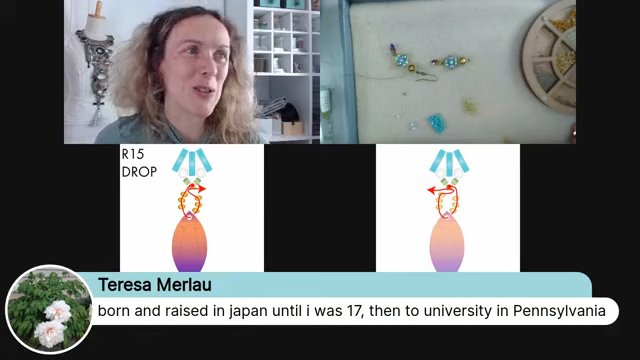 R15
DROP
Teresa Merlau
born and raised in japan until i was 17, then to university in Pennsylvania